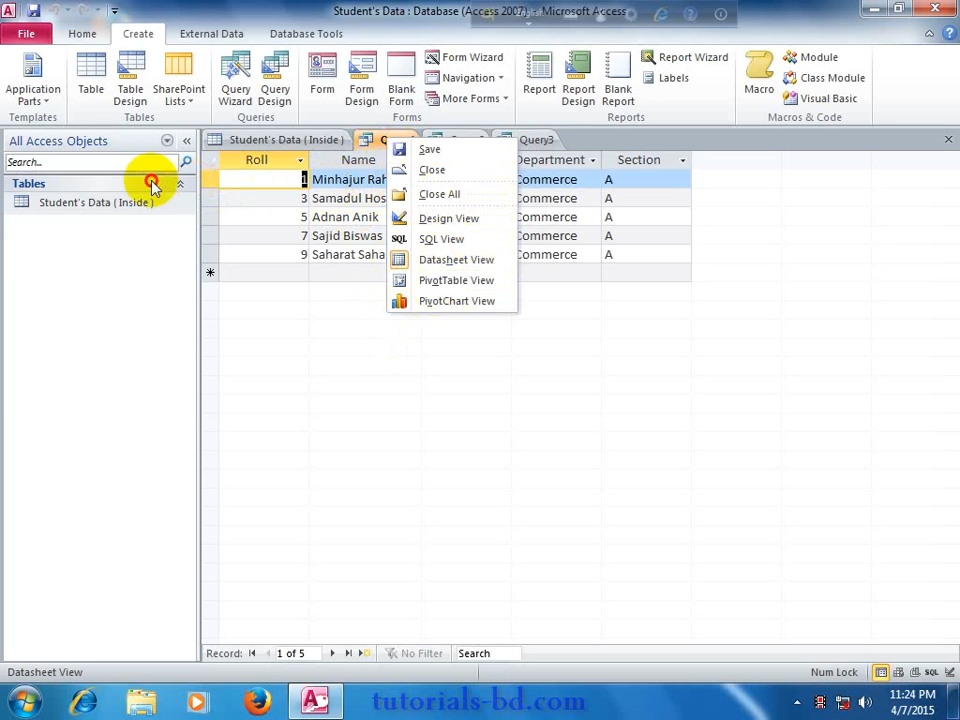 Student's Data : Database (Access 2007) - Microsoft Access
File Home Create External Data Database Tools
Application Parts Table Table Design SharePoint Lists Query Wizard Query Design Form Form Design Blank Form Form Wizard Navigation More Forms Report Report Design Blank Report Report Wizard Labels Macro Module Class Module Visual Basic
Templates Tables Queries Forms Reports Macros & Code
All Access Objects
Search...
Tables
Student's Data ( Inside )
Student's Data ( Inside ) Query3
Roll Name Department Section
1 Minhajur Rah Commerce A
3 Samadul Hos Commerce A
5 Adnan Anik Commerce A
7 Sajid Biswas Commerce A
9 Saharat Saha Commerce A
Save
Close
Close All
Design View
SQL SQL View
Datasheet View
PivotTable View
PivotChart View
Record: 1 of 5 No Filter Search
Datasheet View Num Lock SQL
tutorials-bd.com
11:24 PM
4/7/2015